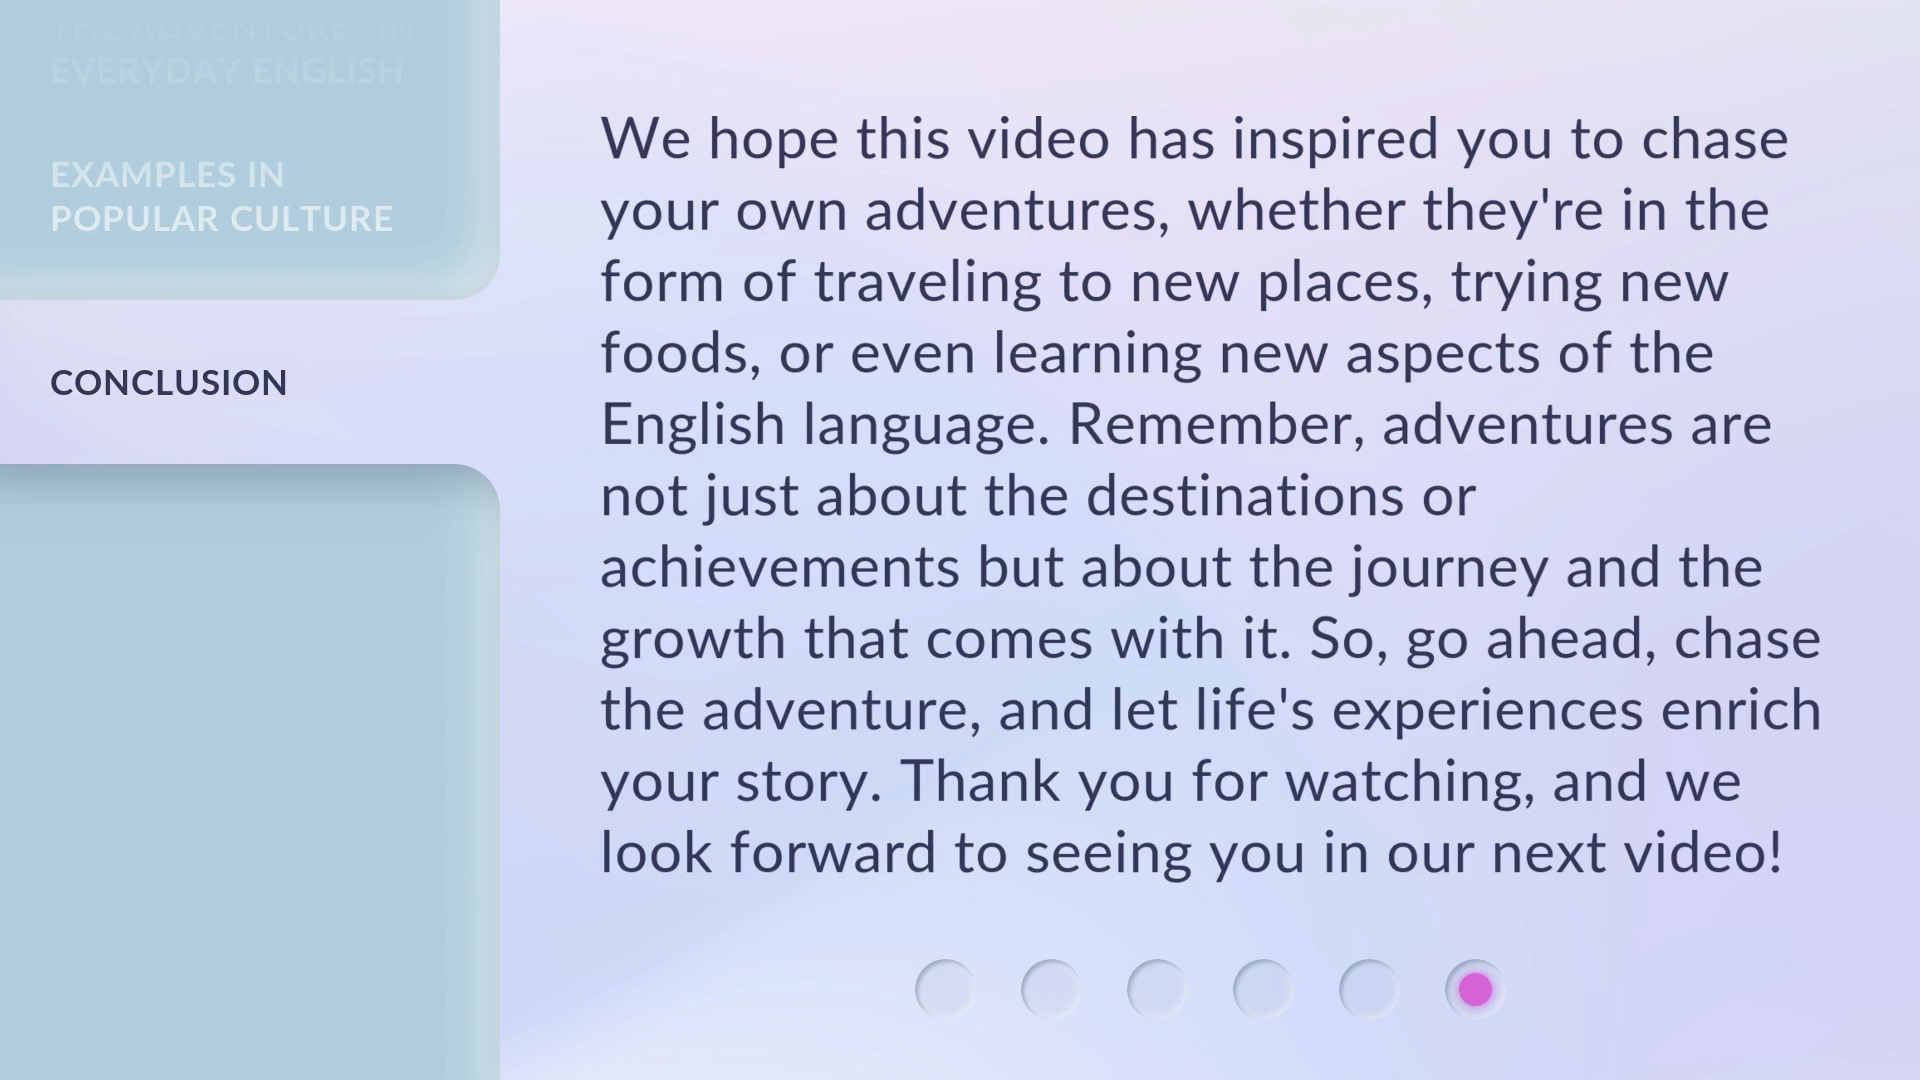 THE ADVENTURE" IN
EVERYDAY ENGLISH
EXAMPLES IN
POPULAR CULTURE
CONCLUSION
We hope this video has inspired you to chase
your own adventures, whether they're in the
form of traveling to new places, trying new
foods, or even learning new aspects of the
English language. Remember, adventures are
not just about the destinations or
achievements but about the journey and the
growth that comes with it. So, go ahead, chase
the adventure, and let life's experiences enrich
your story. Thank you for watching, and we
look forward to seeing you in our next video!